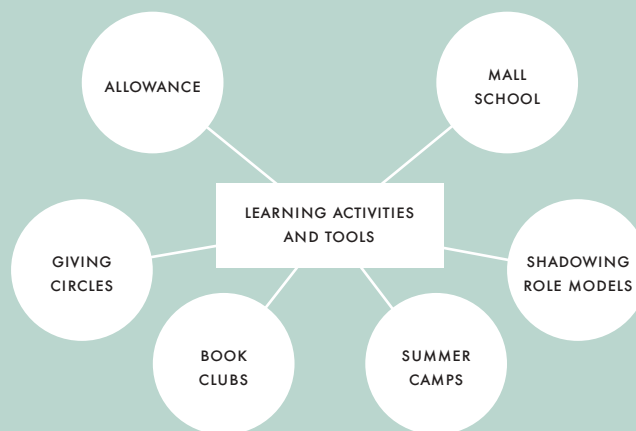 ALLOWANCE
MALL
SCHOOL
LEARNING ACTIVITIES
AND TOOLS
GIVING
CIRCLES
SHADOWING
ROLE MODELS
BOOK
CLUBS
SUMMER
CAMPS